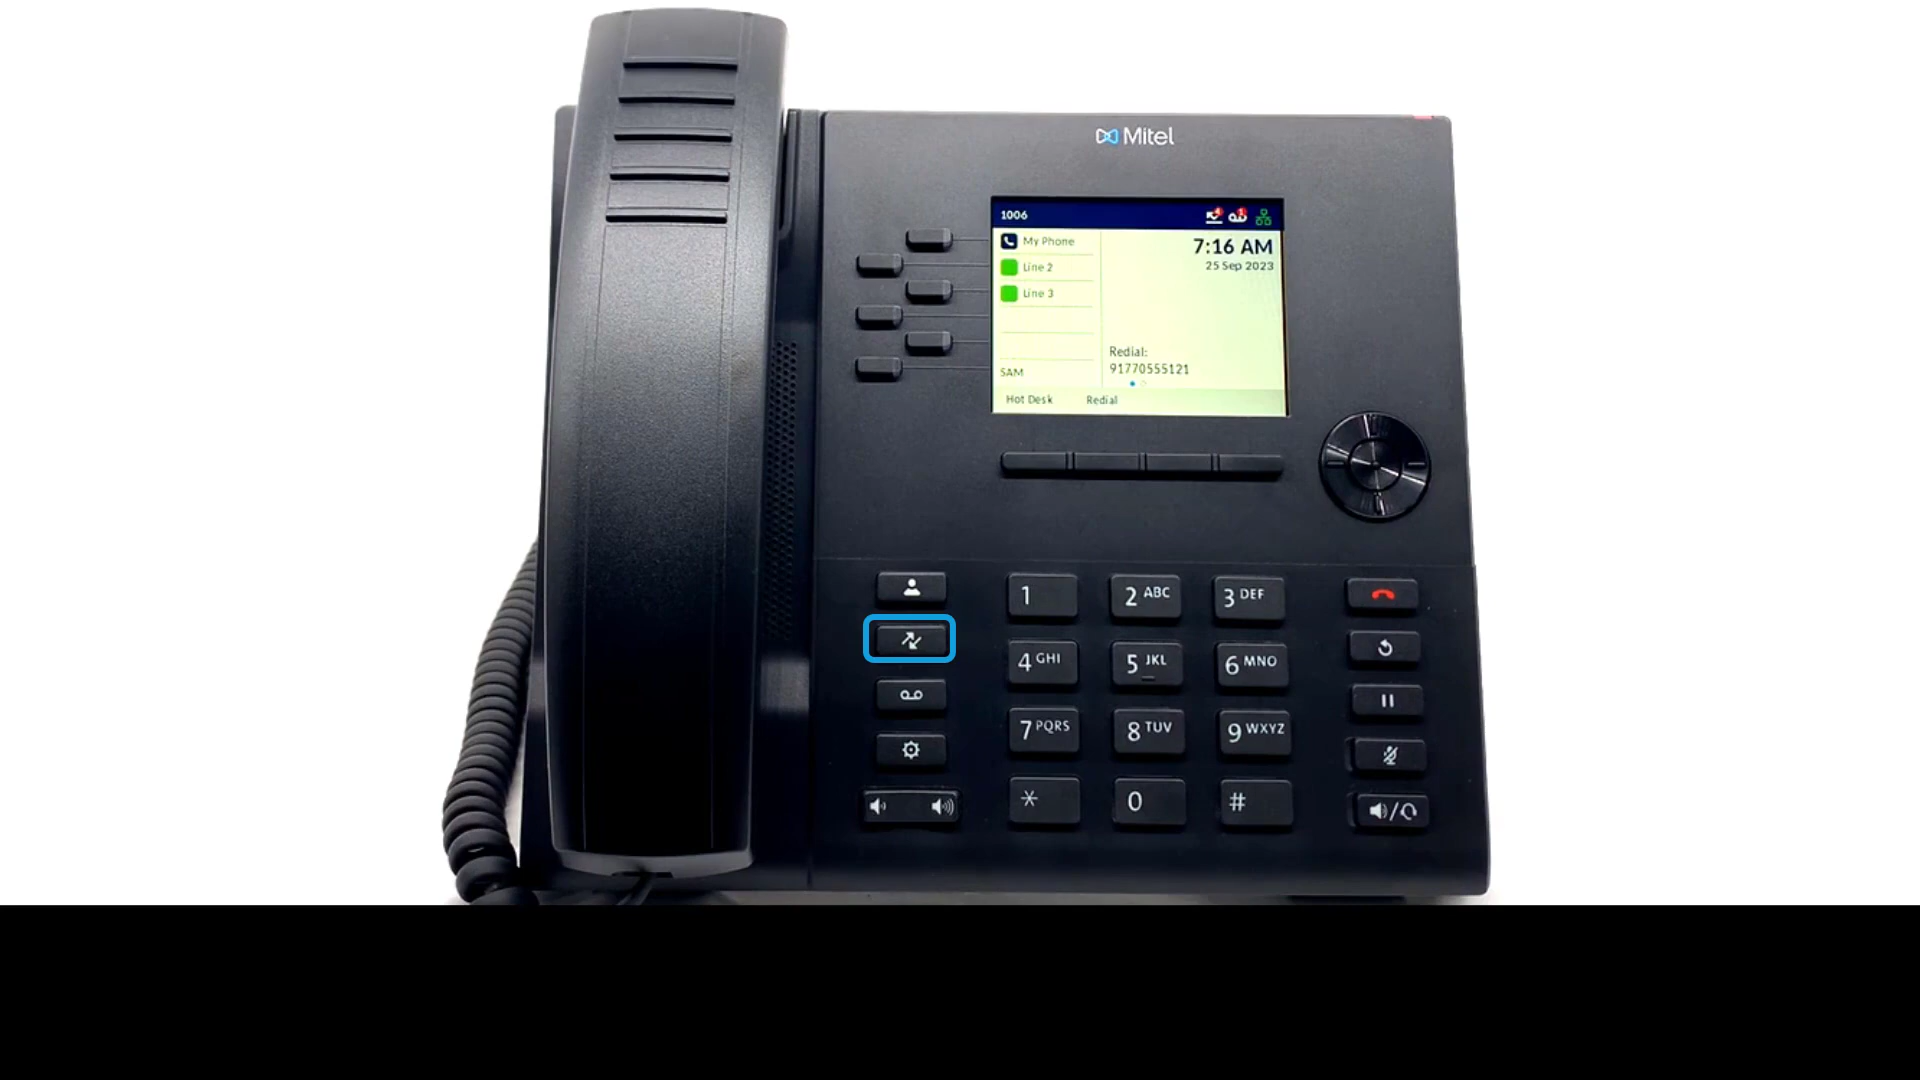 Mitel
1006
My Phone
7:16 AM
Line 2
25 Sep 2023
Line 3
Redial:
91770555121
SAM
Hot Desk Redial
1 2 ABC 3 DEF
4 GHI 5 JKL 6 MNO
7 PQRS 8 TUV 9 WXYZ
* 0 #